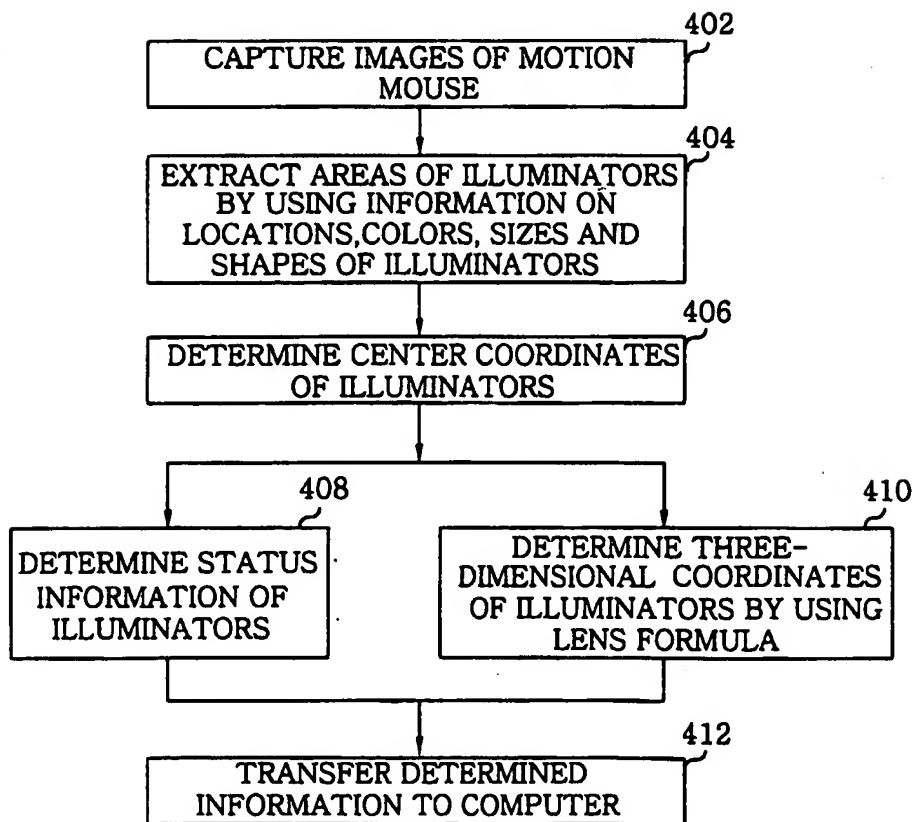 402
CAPTURE IMAGES OF MOTION
MOUSE
404
EXTRACT AREAS OF ILLUMINATORS
BY USING INFORMATION ON
LOCATIONS,COLORS, SIZES AND
SHAPES OF ILLUMINATORS
406
DETERMINE CENTER COORDINATES
OF ILLUMINATORS
408
DETERMINE STATUS
INFORMATION OF
ILLUMINATORS
410
DETERMINE THREE-
DIMENSIONAL COORDINATES
OF ILLUMINATORS BY USING
LENS FORMULA
412
TRANSFER DETERMINED
INFORMATION TO COMPUTER